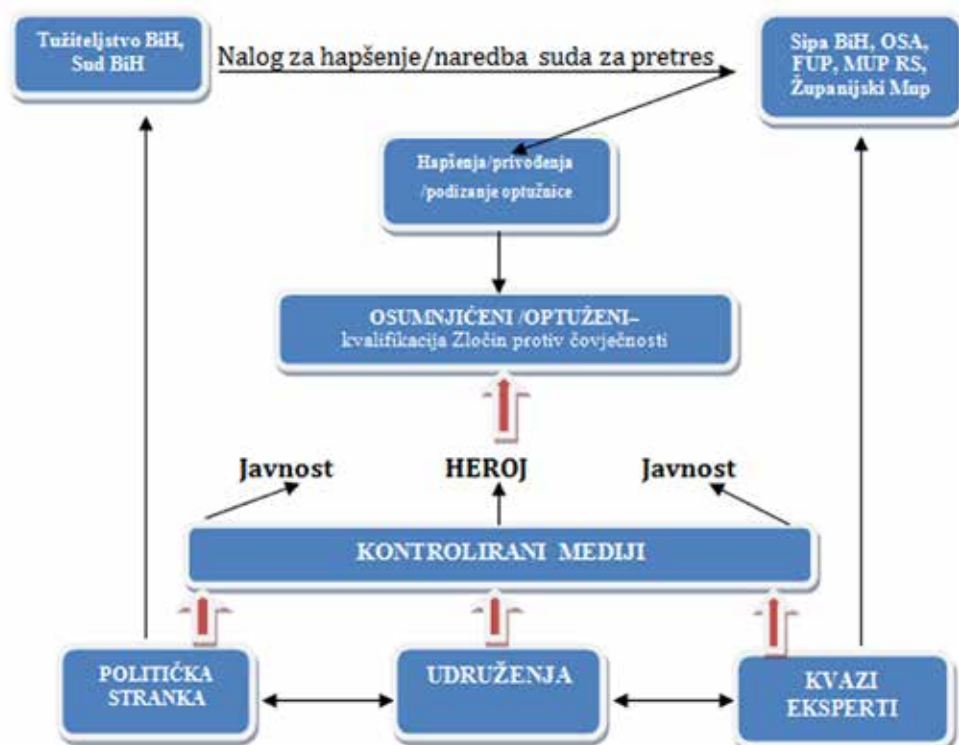 Tužiteljstvo BiH,
Sud BiH
Nalog za hapšenje/naredba suda za pretres
Sipa BiH, OSA,
FUP, MUP RS,
Županijski Mup
Hapšenja/privođenja
/podizanje optužnice
OSUMNJIĆENI /OPTUŽENI–
kvalifikacija Zločin protiv čovječnosti
Javnost
HEROJ
Javnost
KONTROLIRANI MEDIJI
POLITIČKA
STRANKA
UDRUŽENJA
KVAZI
EKSPERTI